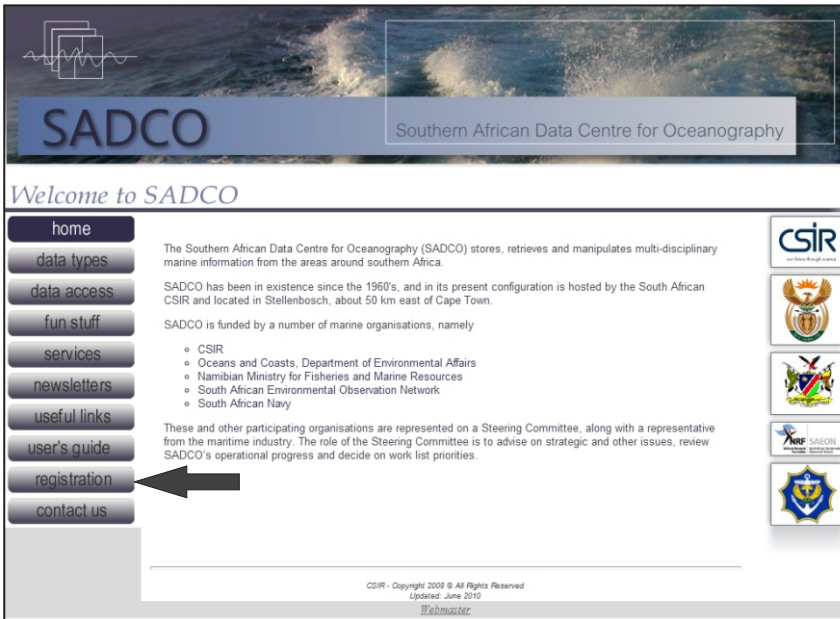 SADCO
Southern African Data Centre for Oceanography
Welcome to SADCO
home
data types
data access
fun stuff
services
newsletters
useful links
user's guide
registration
contact us
The Southern African Data Centre for Oceanography (SADCO) stores, retrieves and manipulates multi-disciplinary
marine information from the areas around southern Africa.
SADCO has been in existence since the 1960's, and in its present configuration is hosted by the South African
CSIR and located in Stellenbosch, about 50 km east of Cape Town.
SADCO is funded by a number of marine organisations, namely
CSIR
Oceans and Coasts, Department of Environmental Affairs
Namibian Ministry for Fisheries and Marine Resources
South African Environmental Observation Network
South African Navy
These and other participating organisations are represented on a Steering Committee, along with a representative
from the maritime industry. The role of the Steering Committee is to advise on strategic and other issues, review
SADCO's operational progress and decide on work list priorities.
CSIR
our future through science
NRF SAEON
CSIR - Copyright 2008 © All Rights Reserved
Updated: June 2010
Webmaster